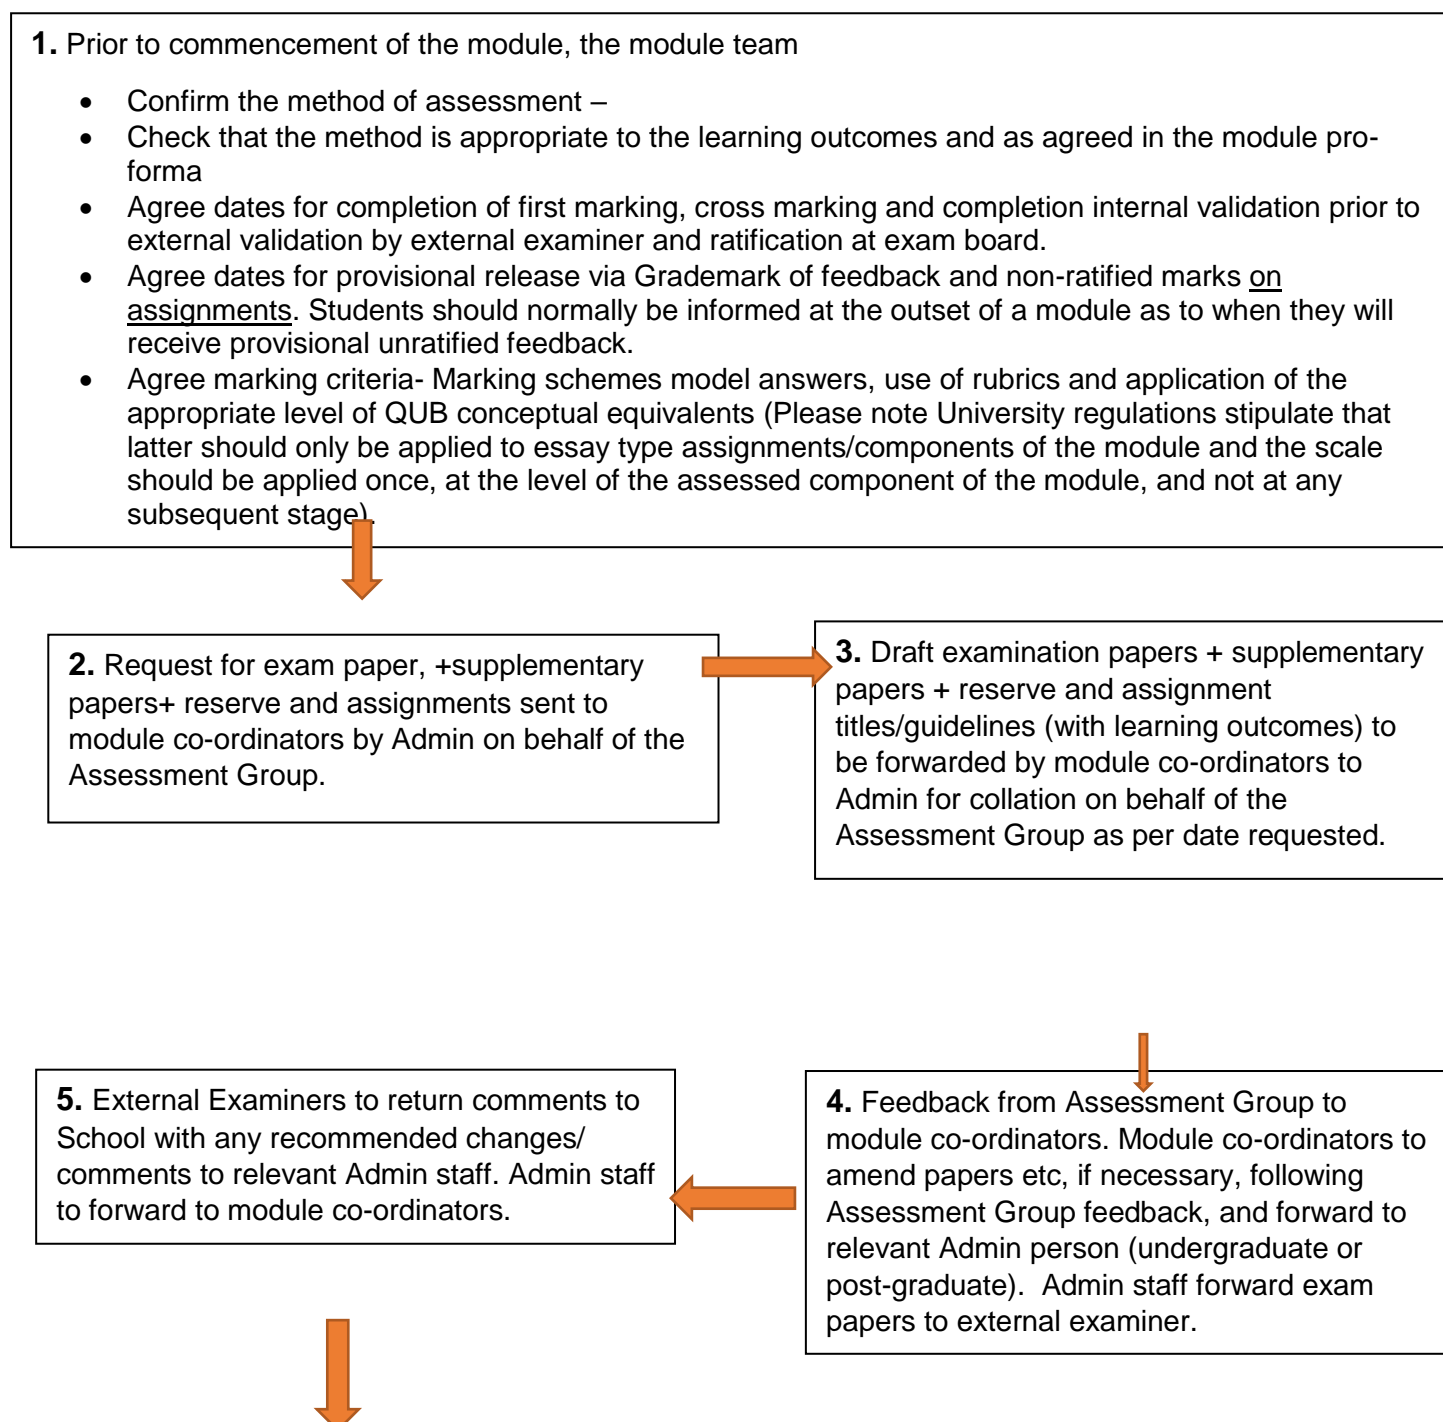 1. Prior to commencement of the module, the module team
• Confirm the method of assessment –
• Check that the method is appropriate to the learning outcomes and as agreed in the module pro-
forma
• Agree dates for completion of first marking, cross marking and completion internal validation prior to
external validation by external examiner and ratification at exam board.
• Agree dates for provisional release via Grademark of feedback and non-ratified marks on
assignments. Students should normally be informed at the outset of a module as to when they will
receive provisional unratified feedback.
• Agree marking criteria- Marking schemes model answers, use of rubrics and application of the
appropriate level of QUB conceptual equivalents (Please note University regulations stipulate that
latter should only be applied to essay type assignments/components of the module and the scale
should be applied once, at the level of the assessed component of the module, and not at any
subsequent stage).
2. Request for exam paper, +supplementary
papers+ reserve and assignments sent to
module co-ordinators by Admin on behalf of the
Assessment Group.
3. Draft examination papers + supplementary
papers + reserve and assignment
titles/guidelines (with learning outcomes) to
be forwarded by module co-ordinators to
Admin for collation on behalf of the
Assessment Group as per date requested.
4. Feedback from Assessment Group to
module co-ordinators. Module co-ordinators to
amend papers etc, if necessary, following
Assessment Group feedback, and forward to
relevant Admin person (undergraduate or
post-graduate).  Admin staff forward exam
papers to external examiner.
5. External Examiners to return comments to
School with any recommended changes/
comments to relevant Admin staff. Admin staff
to forward to module co-ordinators.